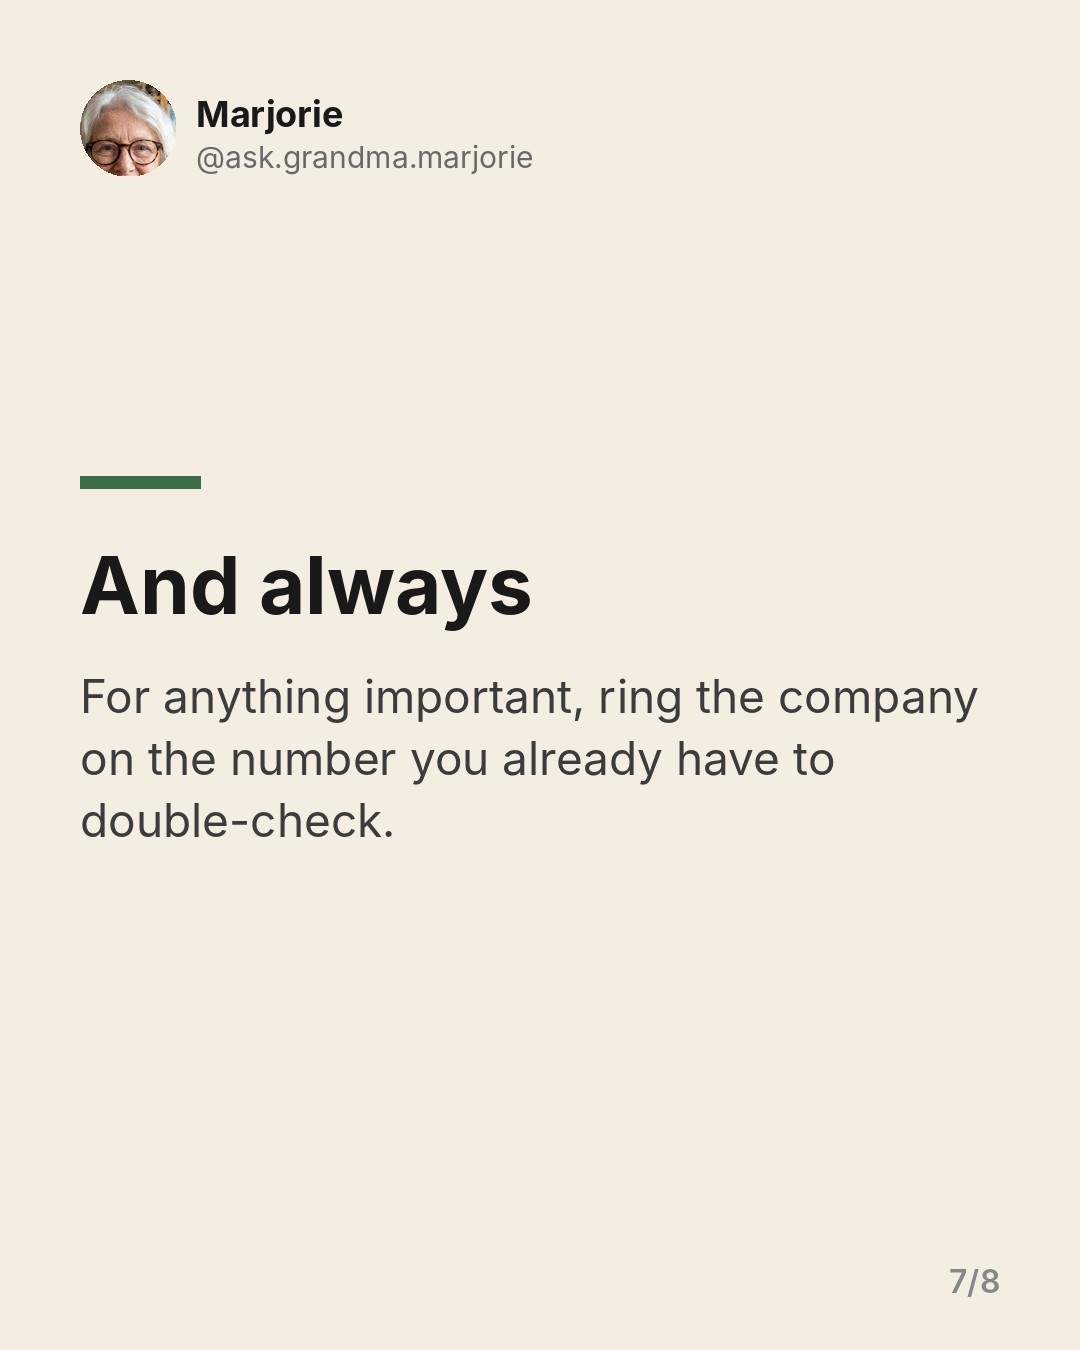 Marjorie
@ask.grandma.marjorie
And always
For anything important, ring the company
on the number you already have to
double-check.
7/8